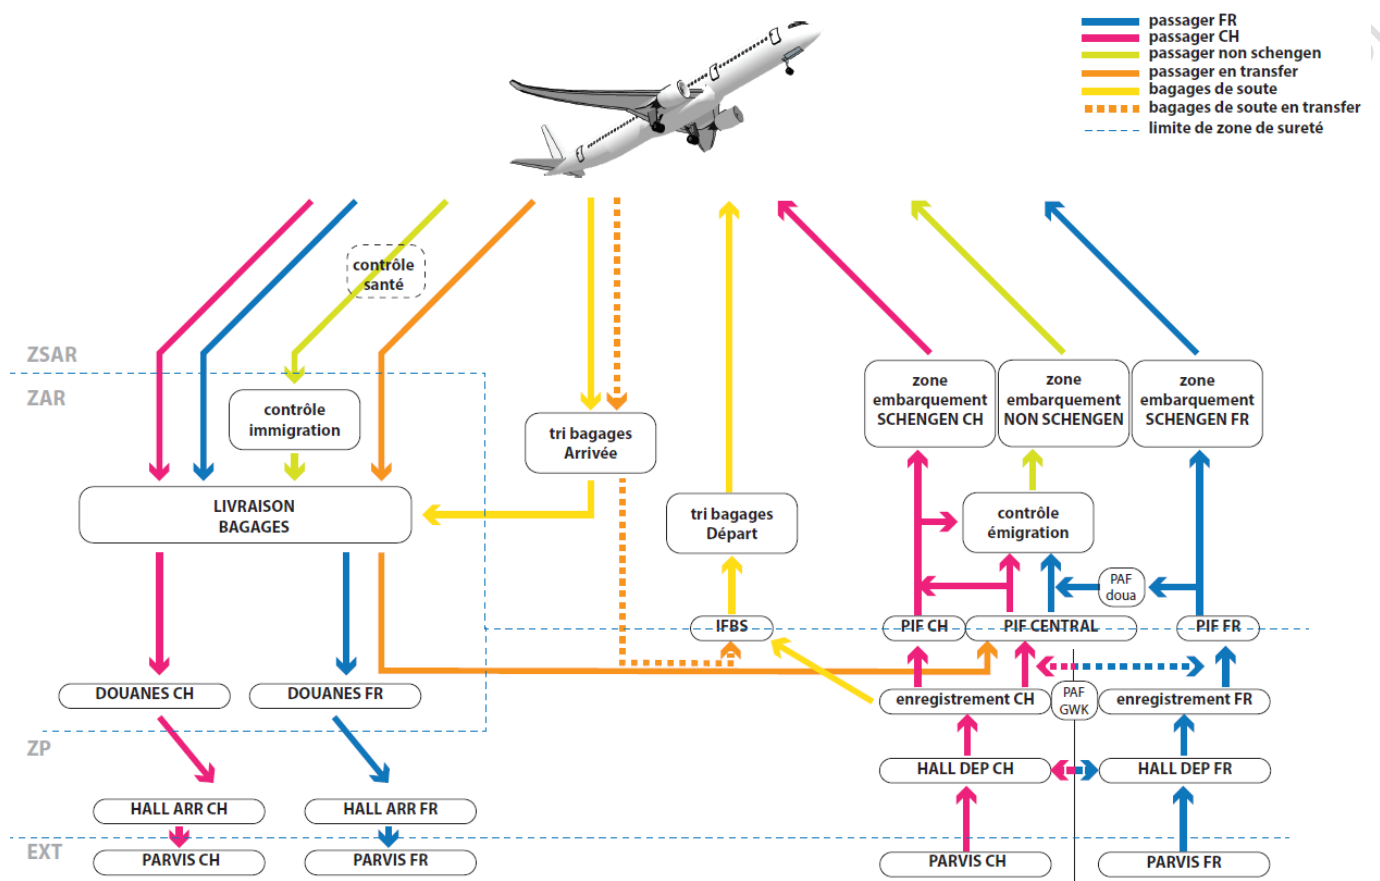 passager FR
passager CH
passager non schengen
passager en transfer
bagages de soute
bagages de soute en transfer
limite de zone de sureté
contrôle
santé
ZSAR
ZAR
contrôle
immigration
tri bagages
Arrivée
zone
embarquement
SCHENGEN CH
zone
embarquement
NON SCHENGEN
zone
embarquement
SCHENGEN FR
LIVRAISON
BAGAGES
tri bagages
Départ
contrôle
émigration
PAF
doua
IFBS
PIF CH
PIF CENTRAL
PIF FR
DOUANES CH
DOUANES FR
enregistrement CH
PAF
GWK
enregistrement FR
ZP
HALL DEP CH
HALL DEP FR
HALL ARR CH
HALL ARR FR
EXT
PARVIS CH
PARVIS FR
PARVIS CH
PARVIS FR